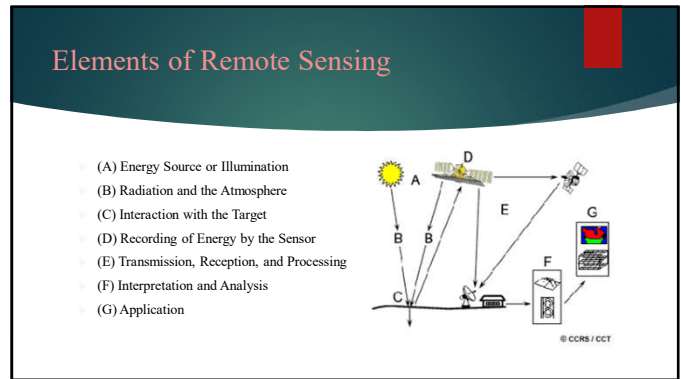 Elements of Remote Sensing
(A) Energy Source or Illumination
(B) Radiation and the Atmosphere
(C) Interaction with the Target
(D) Recording of Energy by the Sensor
(E) Transmission, Reception, and Processing
(F) Interpretation and Analysis
(G) Application
D
A
E
G
B
B
F
C
© CCRS / CCT